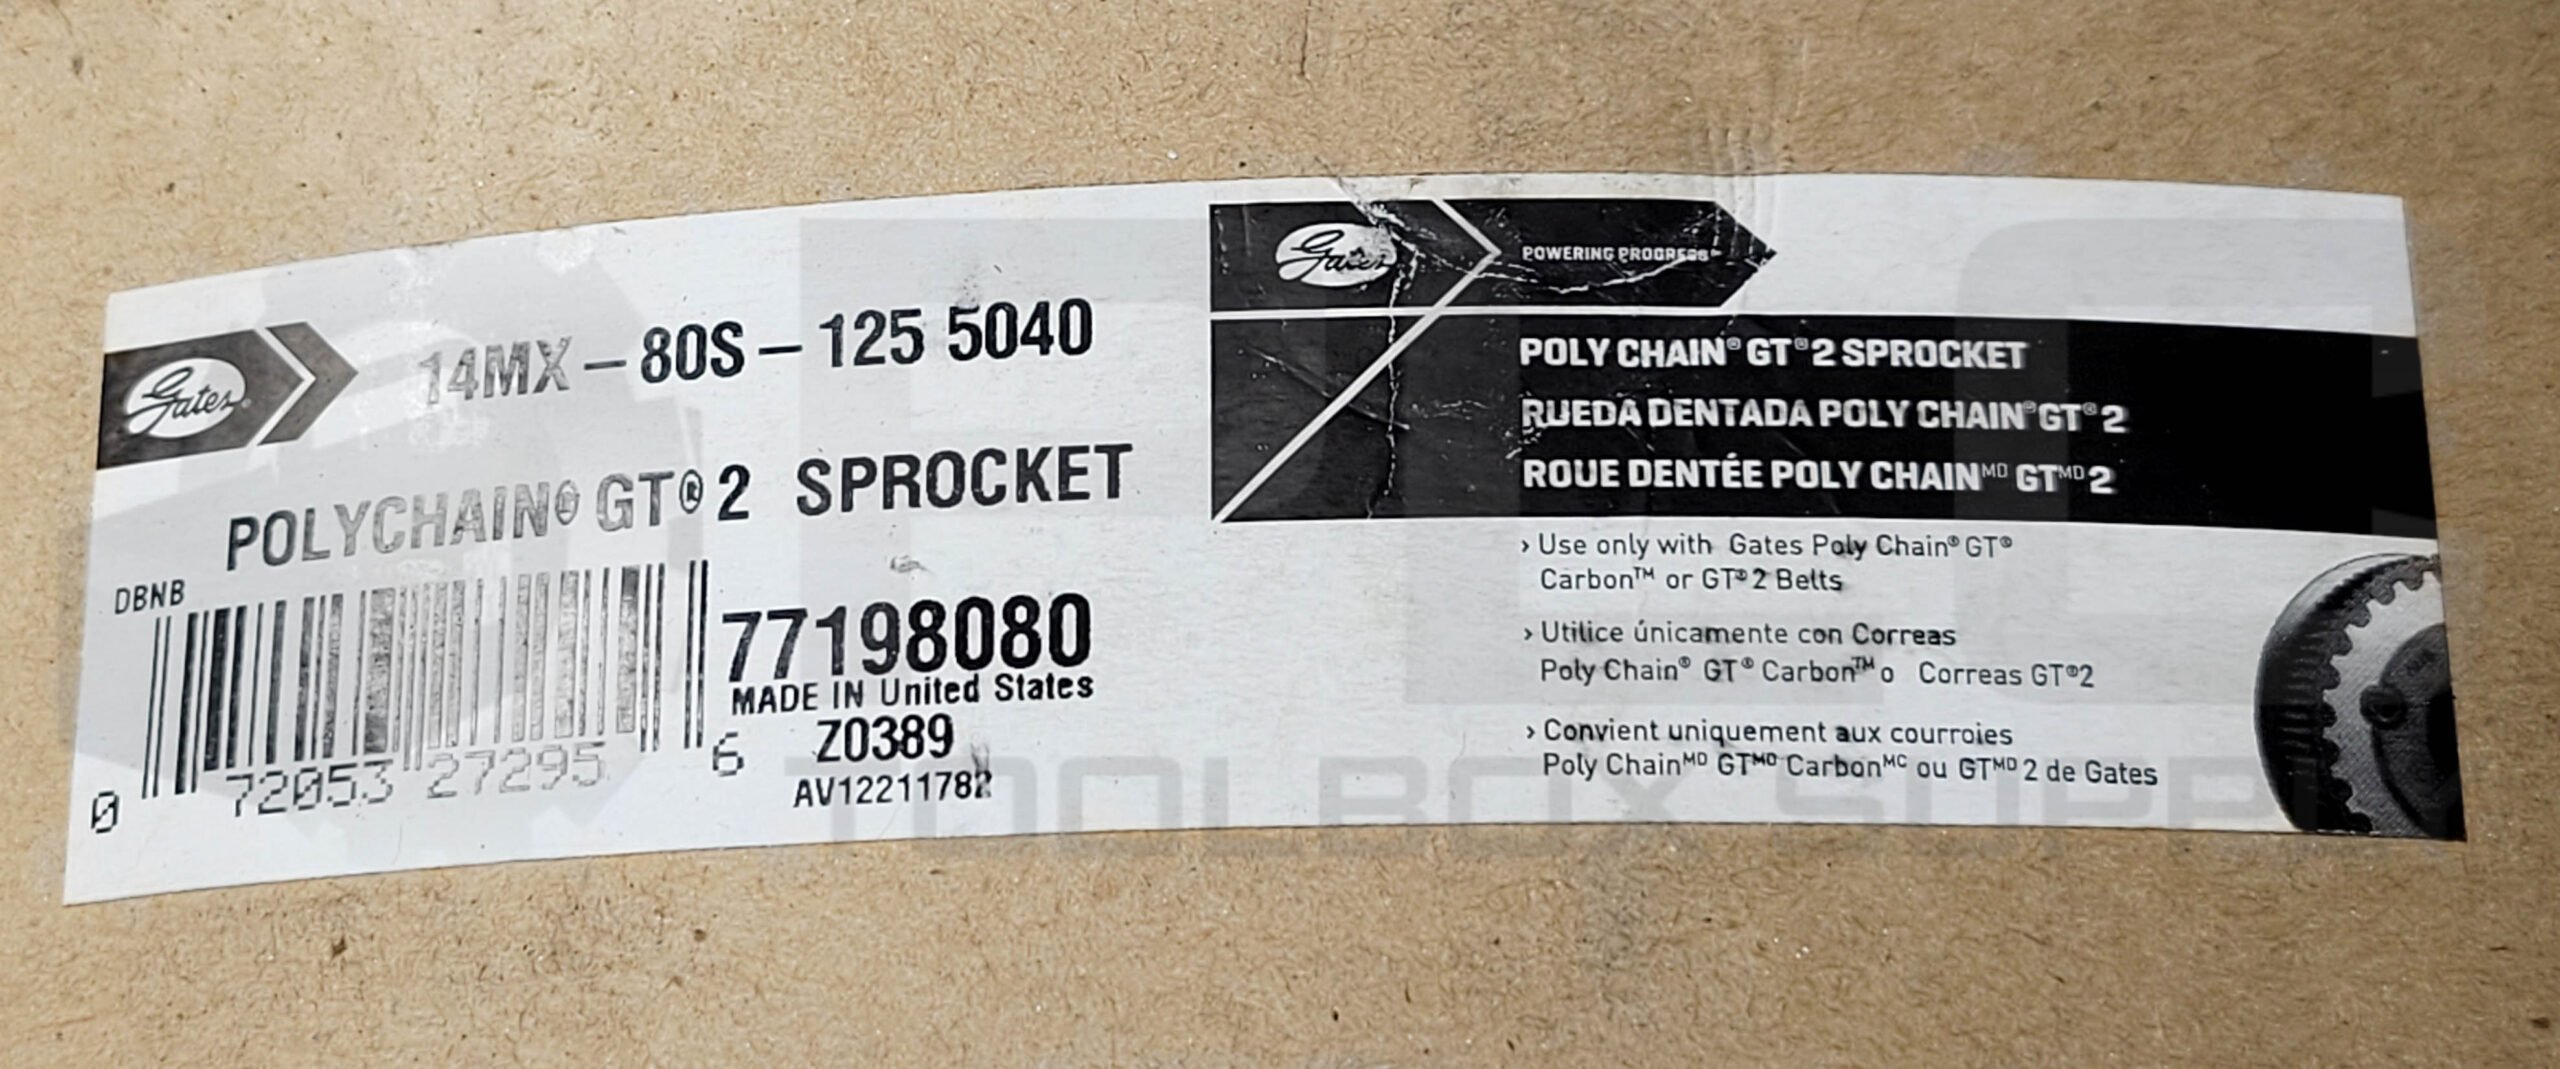 Gates
14MX-80S-125 5040
POLYCHAIN® GT® 2 SPROCKET
DBNB
0 72053 27295 6
77198080
MADE IN United States
Z0389
AV12211782
Gates
POWERING PROGRESS™
POLY CHAIN® GT® 2 SPROCKET
RUEDA DENTADA POLY CHAIN® GT® 2
ROUE DENTÉE POLY CHAINᴹᴰ GTᴹᴰ 2
› Use only with Gates Poly Chain® GT®
Carbon™ or GT® 2 Belts
› Utilice únicamente con Correas
Poly Chain® GT® Carbon™ o Correas GT®2
› Convient uniquement aux courroies
Poly Chainᴹᴰ GTᴹᴰ Carbonᴹᶜ ou GTᴹᴰ 2 de Gates
TOOLBOX SUPPLY